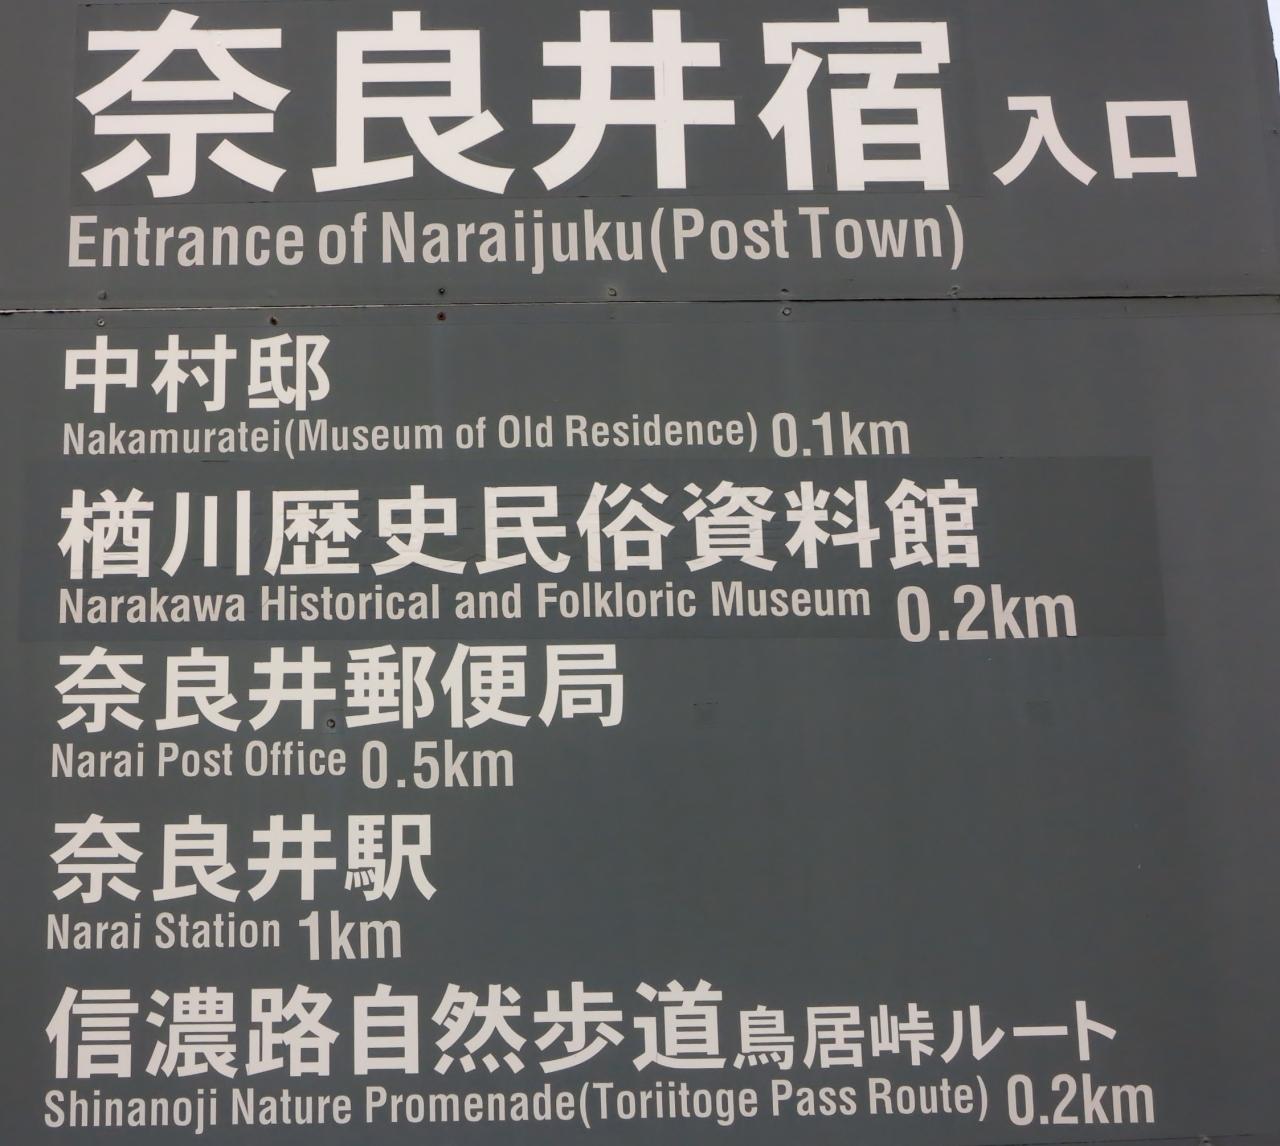 奈良井宿 入口
Entrance of Naraijuku(Post Town)
中村邸
Nakamuratei(Museum of Old Residence) 0.1km
楢川歴史民俗資料館
Narakawa Historical and Folkloric Museum 0.2km
奈良井郵便局
Narai Post Office 0.5km
奈良井駅
Narai Station 1km
信濃路自然歩道鳥居峠ルート
Shinanoji Nature Promenade(Toriitoge Pass Route) 0.2km